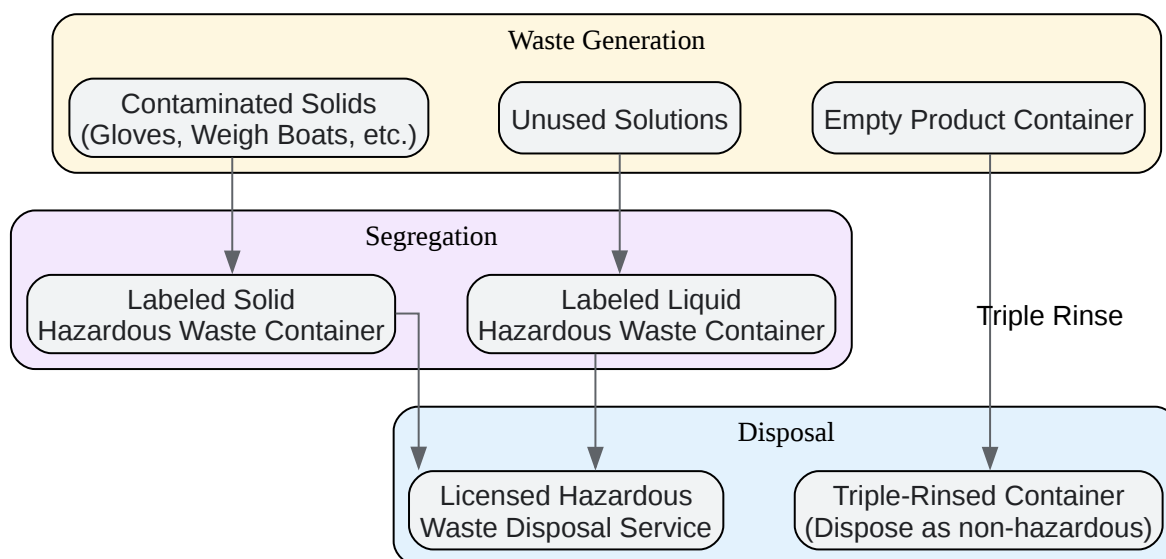 Waste Generation
Contaminated Solids
(Gloves, Weigh Boats, etc.)
Unused Solutions
Empty Product Container
Segregation
Labeled Solid
Hazardous Waste Container
Labeled Liquid
Hazardous Waste Container
Triple Rinse
Disposal
Licensed Hazardous
Waste Disposal Service
Triple-Rinsed Container
(Dispose as non-hazardous)